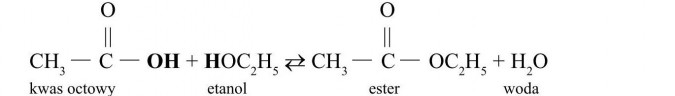 O O
|| ||
CH₃ — C — OH + HOC₂H₅ ⇄ CH₃ — C — OC₂H₅ + H₂O
kwas octowy etanol ester woda